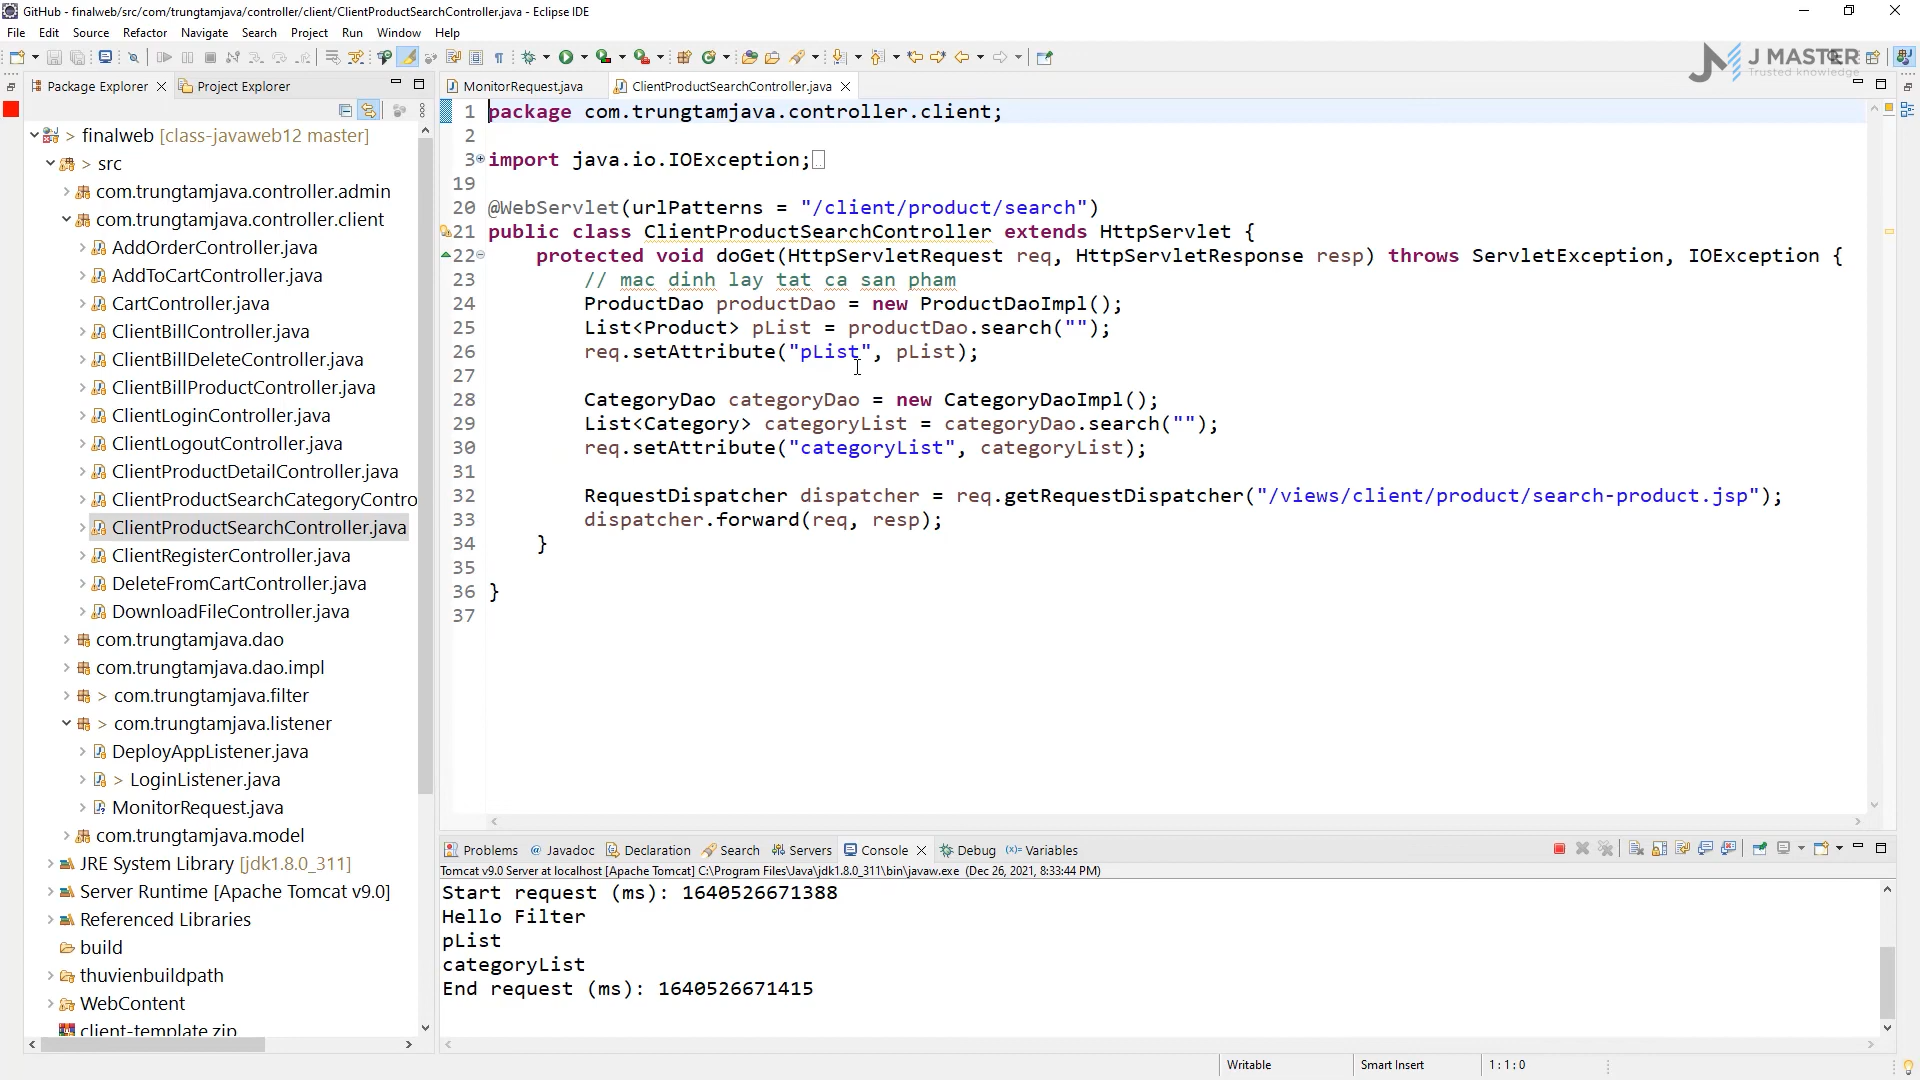 GitHub - finalweb/src/com/trungtamjava/controller/client/ClientProductSearchController.java - Eclipse IDE
File Edit Source Refactor Navigate Search Project Run Window Help
J MASTER
Trusted knowledge
Package Explorer Project Explorer
MonitorRequest.java ClientProductSearchController.java
> finalweb [class-javaweb12 master]
> src
com.trungtamjava.controller.admin
com.trungtamjava.controller.client
AddOrderController.java
AddToCartController.java
CartController.java
ClientBillController.java
ClientBillDeleteController.java
ClientBillProductController.java
ClientLoginController.java
ClientLogoutController.java
ClientProductDetailController.java
ClientProductSearchCategoryContro
ClientProductSearchController.java
ClientRegisterController.java
DeleteFromCartController.java
DownloadFileController.java
com.trungtamjava.dao
com.trungtamjava.dao.impl
> com.trungtamjava.filter
> com.trungtamjava.listener
DeployAppListener.java
> LoginListener.java
MonitorRequest.java
com.trungtamjava.model
JRE System Library [jdk1.8.0_311]
Server Runtime [Apache Tomcat v9.0]
Referenced Libraries
build
thuvienbuildpath
WebContent
client-template.zip
1 package com.trungtamjava.controller.client;
2
3 import java.io.IOException;
19
20 @WebServlet(urlPatterns = "/client/product/search")
21 public class ClientProductSearchController extends HttpServlet {
22 protected void doGet(HttpServletRequest req, HttpServletResponse resp) throws ServletException, IOException {
23 // mac dinh lay tat ca san pham
24 ProductDao productDao = new ProductDaoImpl();
25 List<Product> pList = productDao.search("");
26 req.setAttribute("pList", pList);
27
28 CategoryDao categoryDao = new CategoryDaoImpl();
29 List<Category> categoryList = categoryDao.search("");
30 req.setAttribute("categoryList", categoryList);
31
32 RequestDispatcher dispatcher = req.getRequestDispatcher("/views/client/product/search-product.jsp");
33 dispatcher.forward(req, resp);
34 }
35
36 }
37
Problems @ Javadoc Declaration Search Servers Console Debug (x)= Variables
Tomcat v9.0 Server at localhost [Apache Tomcat] C:\Program Files\Java\jdk1.8.0_311\bin\javaw.exe (Dec 26, 2021, 8:33:44 PM)
Start request (ms): 1640526671388
Hello Filter
pList
categoryList
End request (ms): 1640526671415
Writable Smart Insert 1 : 1 : 0